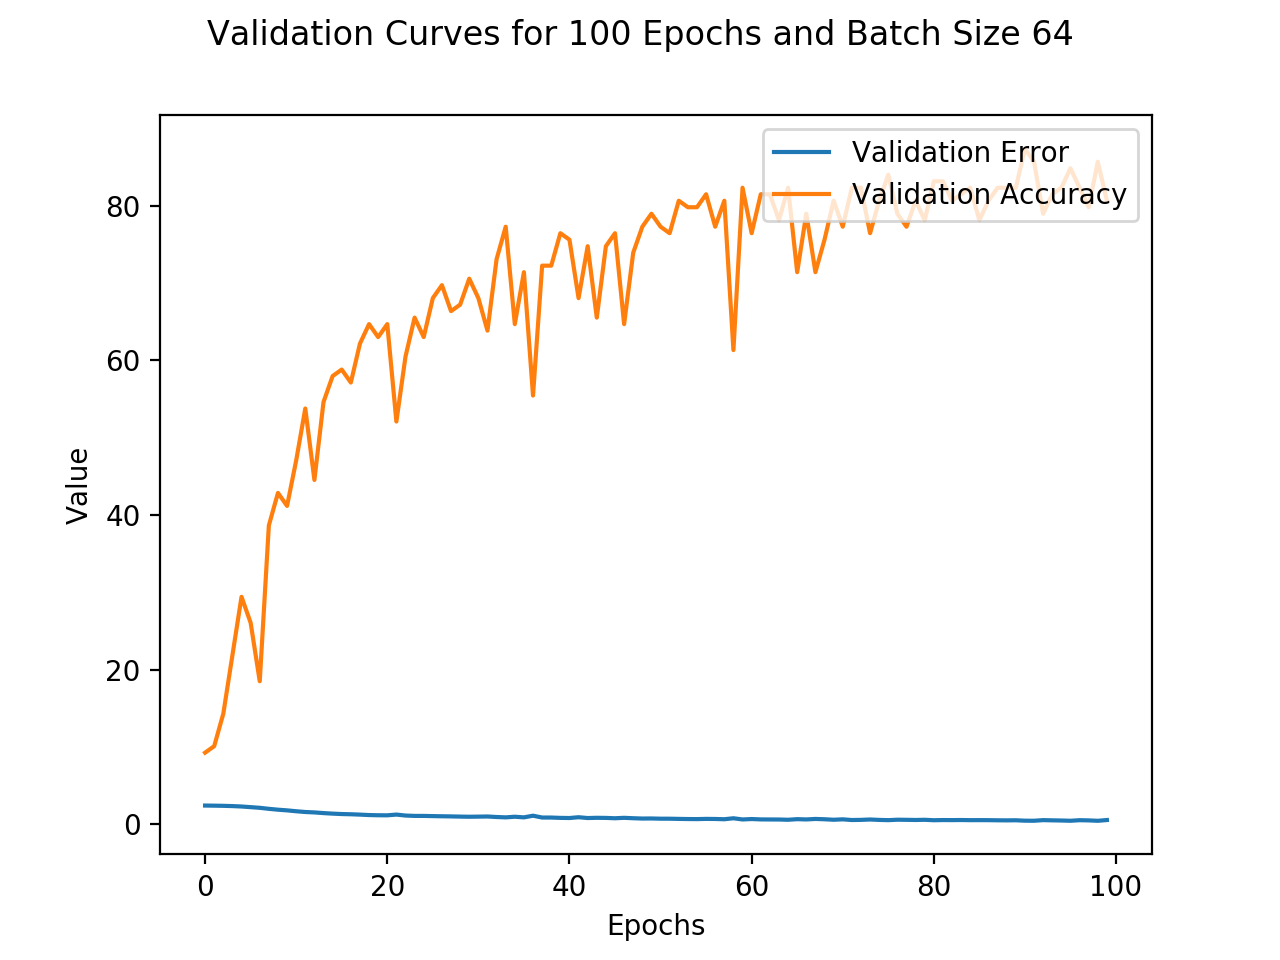 Validation Curves for 100 Epochs and Batch Size 64
Validation Error
Validation Accuracy
80
60
40
20
0
Value
0 20 40 60 80 100
Epochs